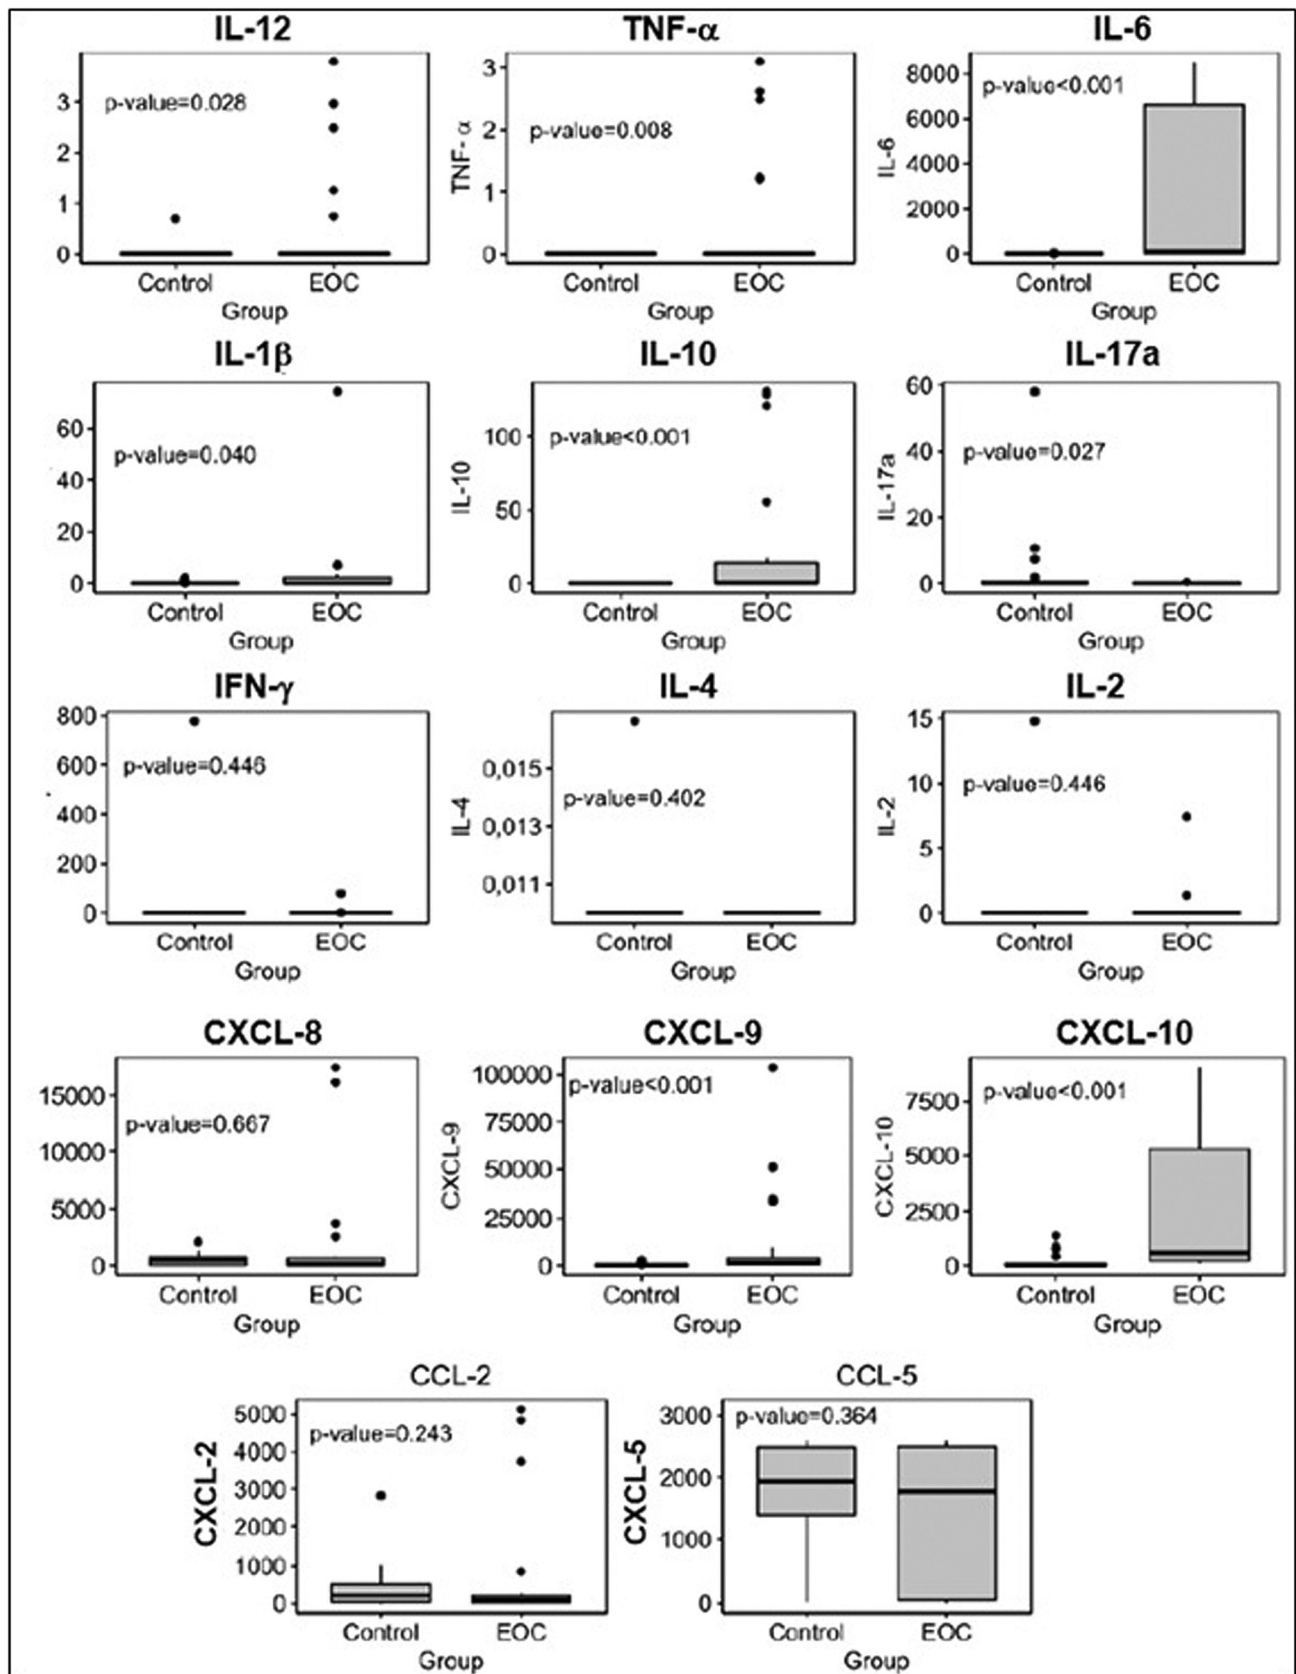 IL-12
p-value=0.028
3
2
1
0
Control EOC
Group
TNF-α
p-value=0.008
TNF-α
3
2
1
0
Control EOC
Group
IL-6
p-value<0.001
IL-6
8000
6000
4000
2000
0
Control EOC
Group
IL-1β
p-value=0.040
60
40
20
0
Control EOC
Group
IL-10
p-value<0.001
IL-10
100
50
0
Control EOC
Group
IL-17a
p-value=0.027
IL-17a
60
40
20
0
Control EOC
Group
IFN-γ
p-value=0.446
800
600
400
200
0
Control EOC
Group
IL-4
p-value=0.402
IL-4
0,015
0,013
0,011
Control EOC
Group
IL-2
p-value=0.446
IL-2
15
10
5
0
Control EOC
Group
CXCL-8
p-value=0.667
15000
10000
5000
0
Control EOC
Group
CXCL-9
p-value<0.001
CXCL-9
100000
75000
50000
25000
0
Control EOC
Group
CXCL-10
p-value<0.001
CXCL-10
7500
5000
2500
0
Control EOC
Group
CCL-2
p-value=0.243
CXCL-2
5000
4000
3000
2000
1000
0
Control EOC
Group
CCL-5
p-value=0.364
CXCL-5
3000
2000
1000
0
Control EOC
Group